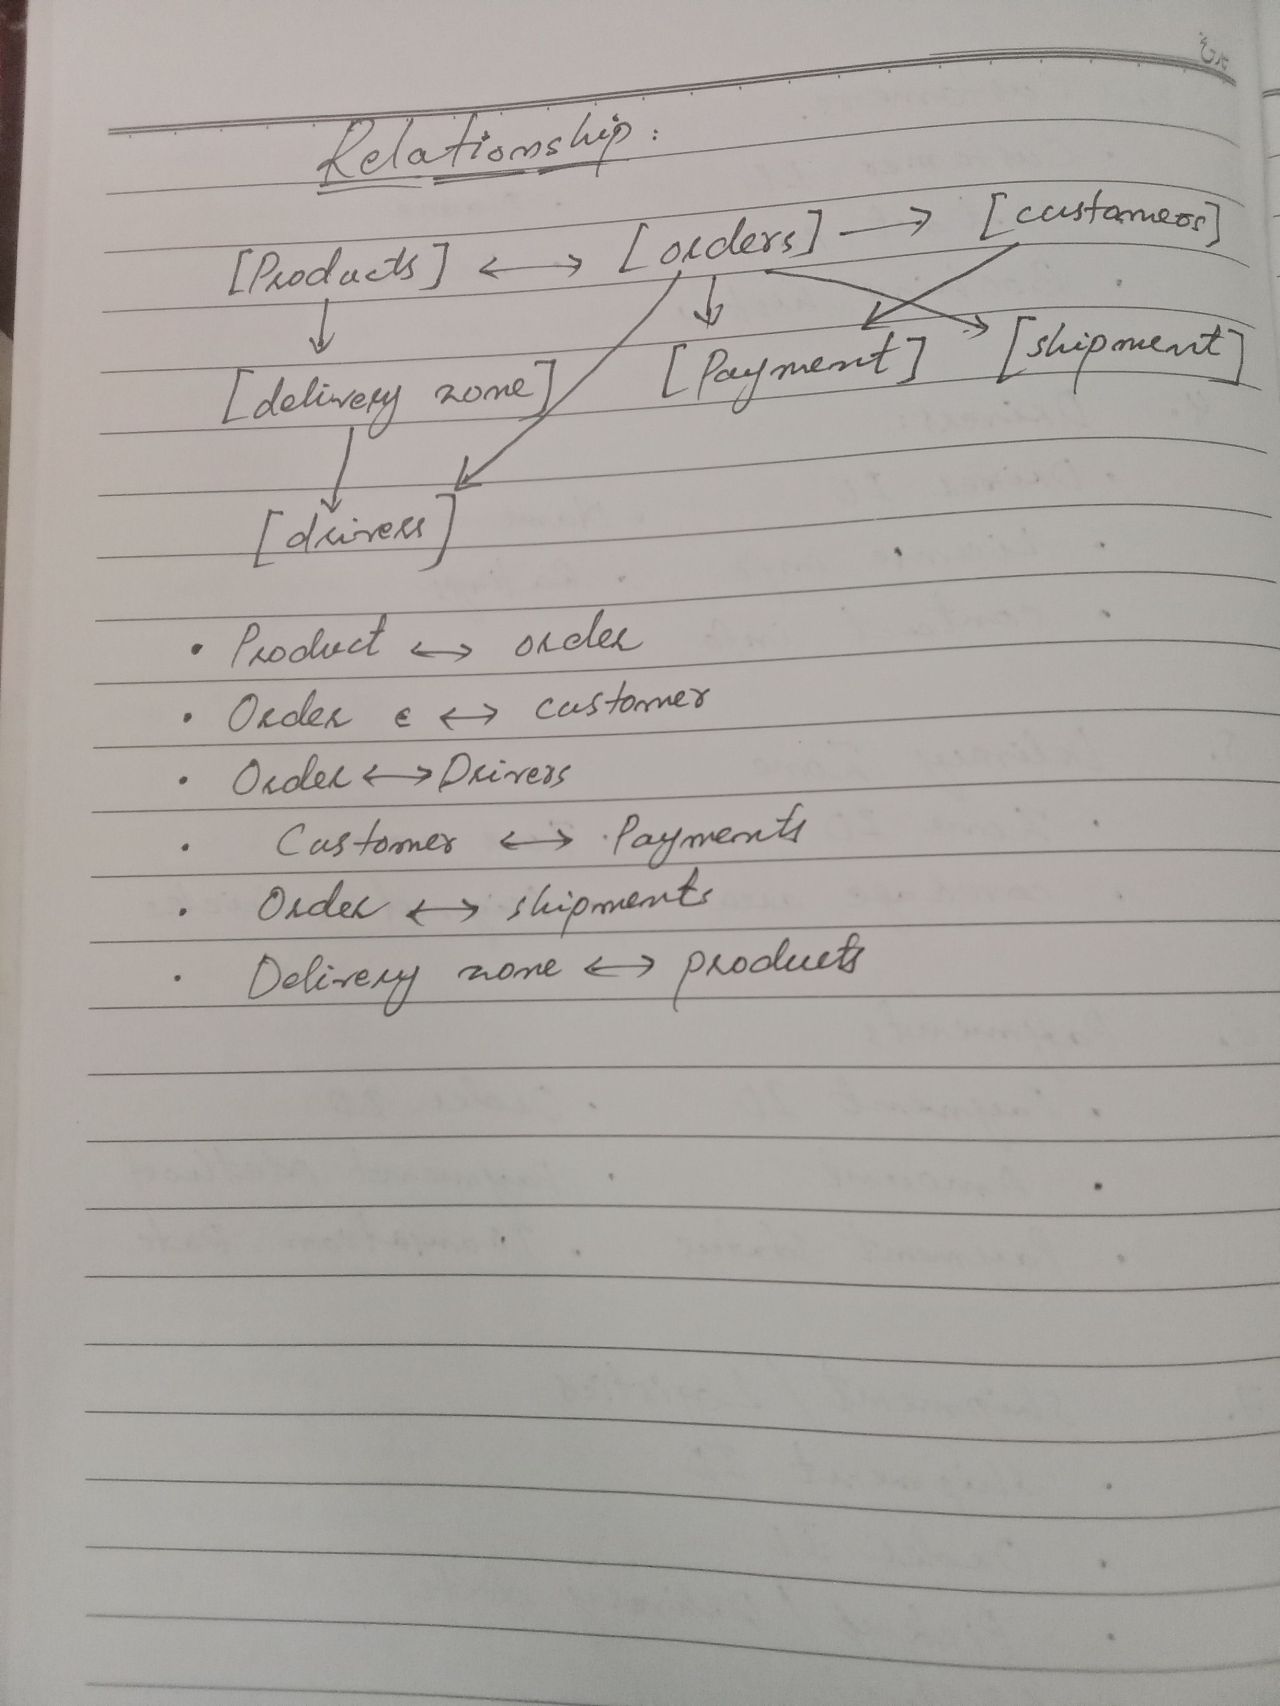 Relationship:
[Products] ↔ [orders] → [customeros]
[delivery zone] [Payment] [shipment]
[drivers]
• Product ↔ order
• Order є ↔ customer
• Order ↔ Drivers
• Customer ↔ Payments
• Order ↔ shipments
• Delivery zone ↔ products